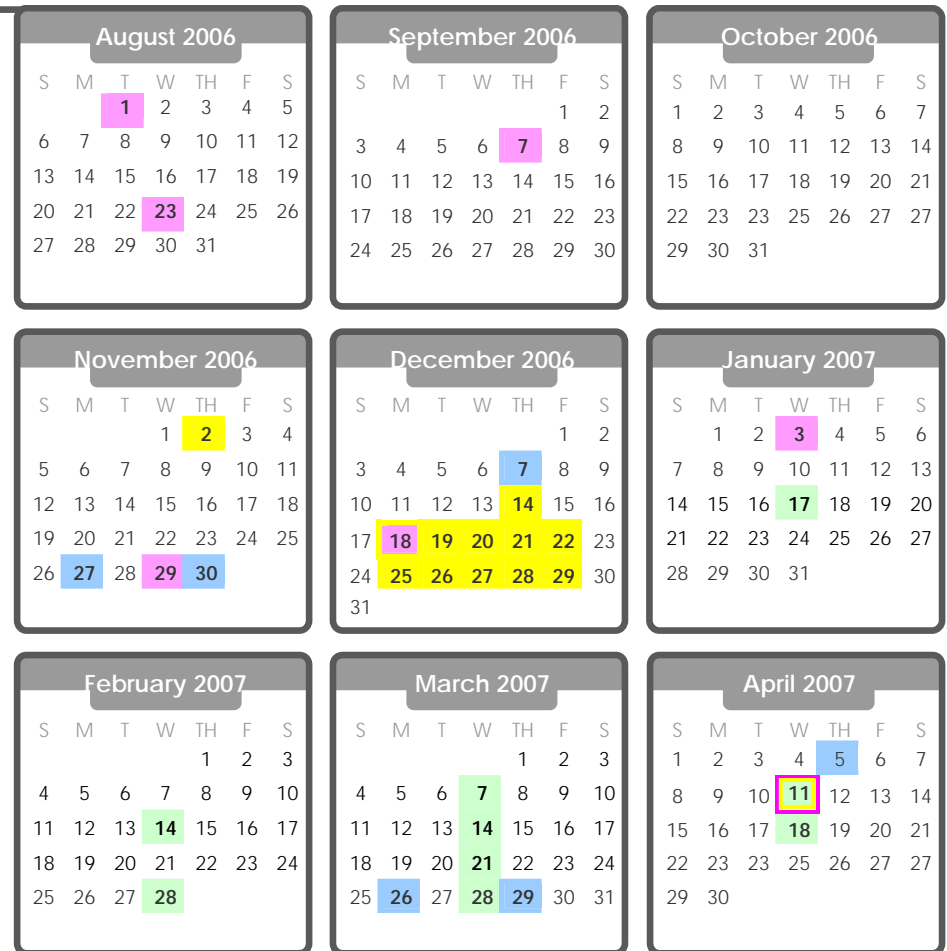 August 2006
S M T W TH F S
1 2 3 4 5
6 7 8 9 10 11 12
13 14 15 16 17 18 19
20 21 22 23 24 25 26
27 28 29 30 31
September 2006
S M T W TH F S
1 2
3 4 5 6 7 8 9
10 11 12 13 14 15 16
17 18 19 20 21 22 23
24 25 26 27 28 29 30
October 2006
S M T W TH F S
1 2 3 4 5 6 7
8 9 10 11 12 13 14
15 16 17 18 19 20 21
22 23 23 25 26 27 27
29 30 31
November 2006
S M T W TH F S
1 2 3 4
5 6 7 8 9 10 11
12 13 14 15 16 17 18
19 20 21 22 23 24 25
26 27 28 29 30
December 2006
S M T W TH F S
1 2
3 4 5 6 7 8 9
10 11 12 13 14 15 16
17 18 19 20 21 22 23
24 25 26 27 28 29 30
31
January 2007
S M T W TH F S
1 2 3 4 5 6
7 8 9 10 11 12 13
14 15 16 17 18 19 20
21 22 23 24 25 26 27
28 29 30 31
February 2007
S M T W TH F S
1 2 3
4 5 6 7 8 9 10
11 12 13 14 15 16 17
18 19 20 21 22 23 24
25 26 27 28
March 2007
S M T W TH F S
1 2 3
4 5 6 7 8 9 10
11 12 13 14 15 16 17
18 19 20 21 22 23 24
25 26 27 28 29 30 31
April 2007
S M T W TH F S
1 2 3 4 5 6 7
8 9 10 11 12 13 14
15 16 17 18 19 20 21
22 23 23 25 26 27 27
29 30